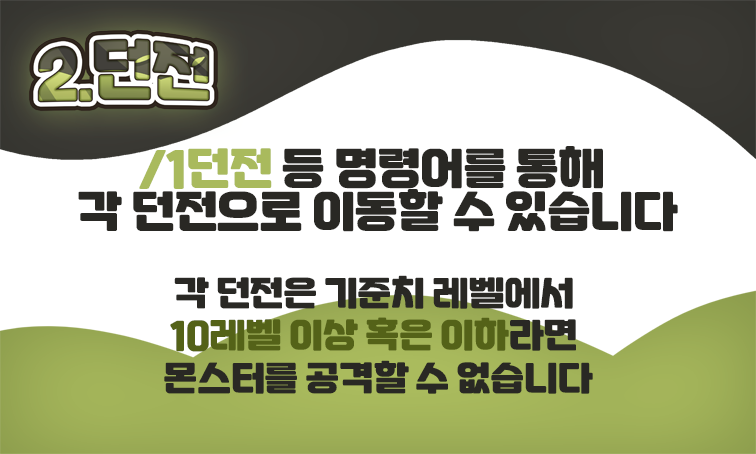 2.던전
/1던전 등 명령어를 통해
각 던전으로 이동할 수 있습니다
각 던전은 기준치 레벨에서
10레벨 이상 혹은 이하라면
몬스터를 공격할 수 없습니다